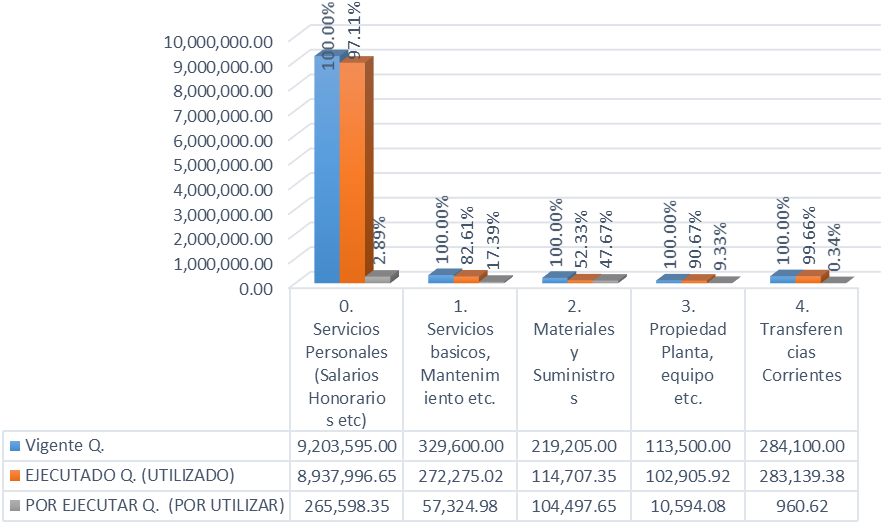 100.00%
97.11%
2.89%
100.00%
82.61%
17.39%
100.00%
52.33%
47.67%
100.00%
90.67%
9.33%
100.00%
99.66%
0.34%
10,000,000.00
9,000,000.00
8,000,000.00
7,000,000.00
6,000,000.00
5,000,000.00
4,000,000.00
3,000,000.00
2,000,000.00
1,000,000.00
0.00
0.
Servicios
Personales
(Salarios
Honorario
s etc)
1.
Servicios
basicos,
Mantenim
iento etc.
2.
Materiales
y
Suministro
s
3.
Propiedad
Planta,
equipo
etc.
4.
Transferen
cias
Corrientes
Vigente Q. 9,203,595.00 329,600.00 219,205.00 113,500.00 284,100.00
EJECUTADO Q. (UTILIZADO) 8,937,996.65 272,275.02 114,707.35 102,905.92 283,139.38
POR EJECUTAR Q. (POR UTILIZAR) 265,598.35 57,324.98 104,497.65 10,594.08 960.62